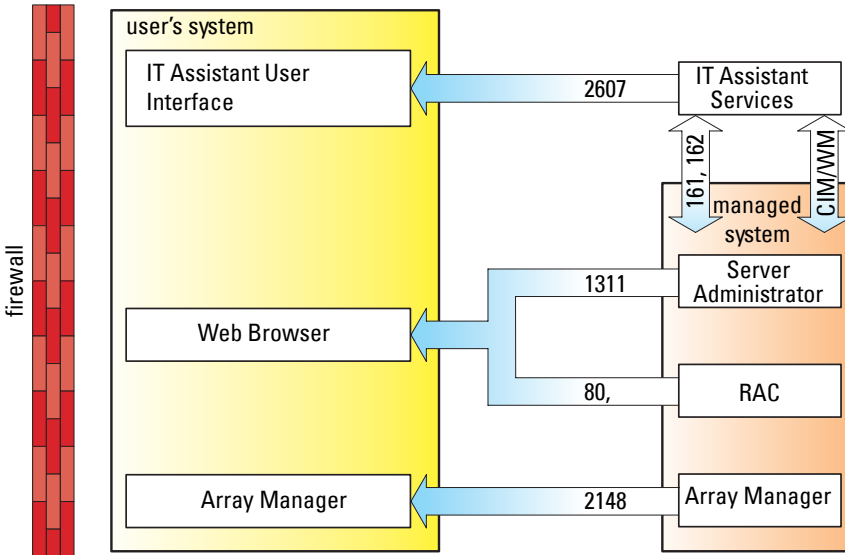 user's system
IT Assistant User
Interface
2607
IT Assistant
Services
161, 162
CIM/WM
managed
system
firewall
1311
Server
Administrator
Web Browser
80,
RAC
Array Manager
2148
Array Manager